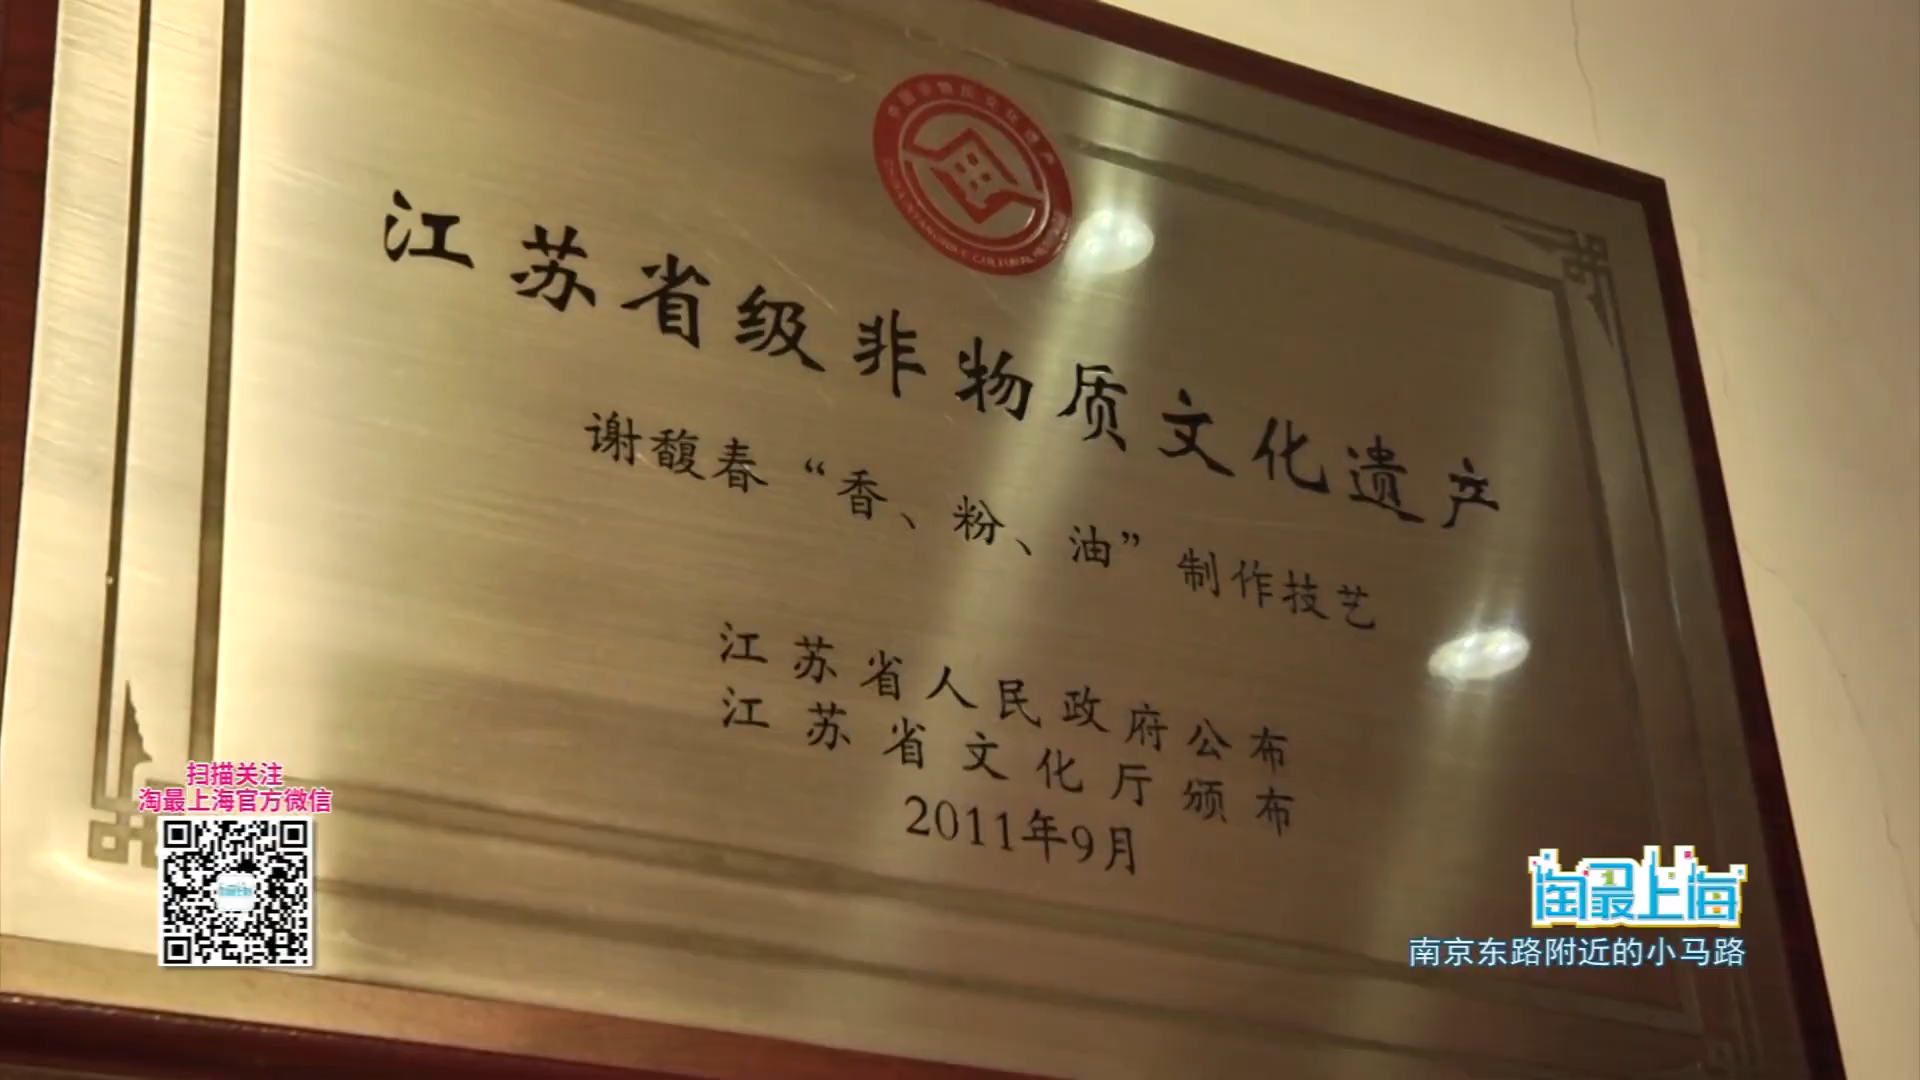 江苏省级非物质文化遗产
谢馥春“香、粉、油”制作技艺
江苏省人民政府公布
江苏省文化厅颁布
2011年9月
扫描关注
淘最上海官方微信
淘最上海
南京东路附近的小马路